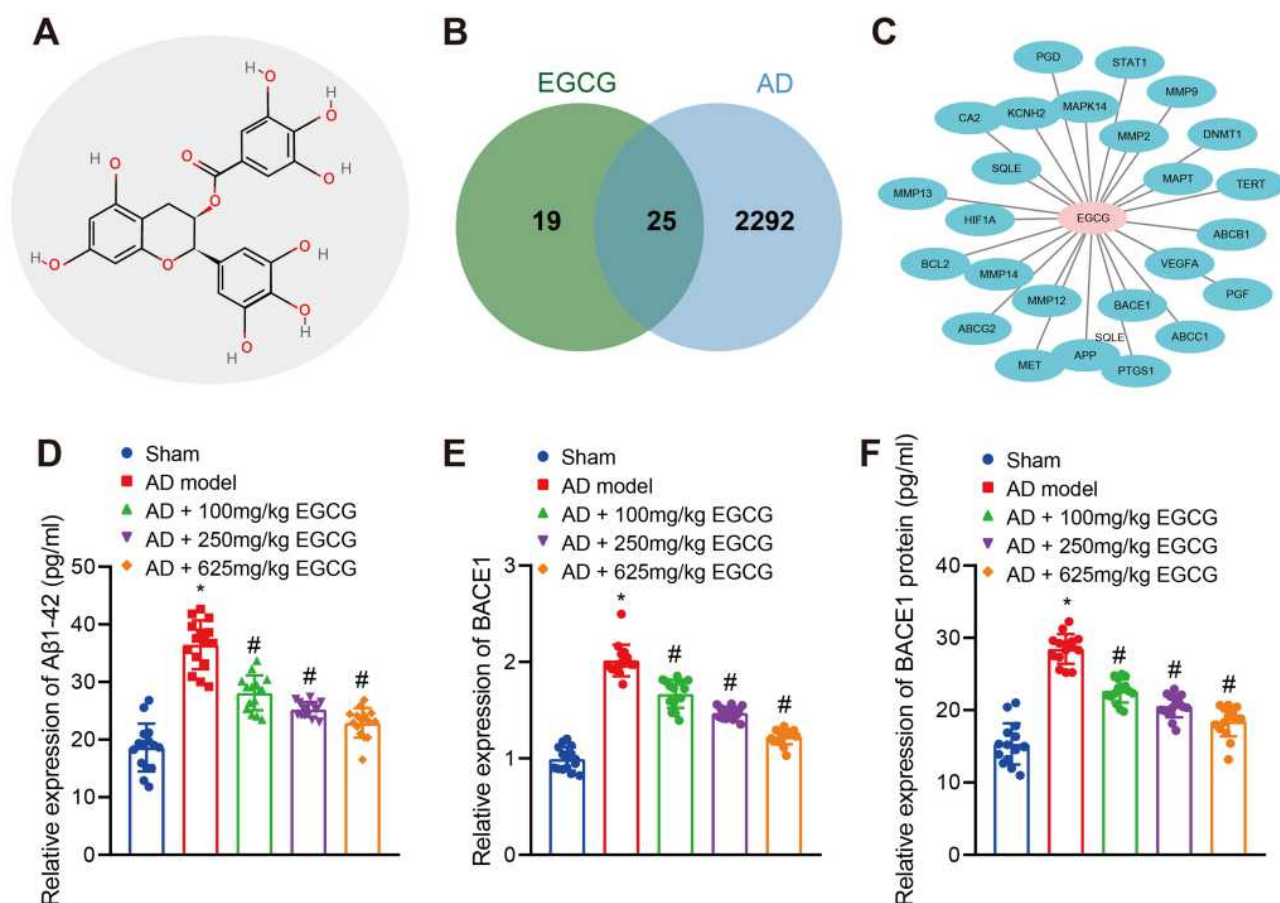 A
H
O
H
O
O
H
O
H
O
H
O
O
O
H
O
O
H
O
H
O
H
B
EGCG
AD
19
25
2292
C
PGD
STAT1
MMP9
CA2
KCNH2
MAPK14
MMP2
DNMT1
SQLE
MAPT
TERT
MMP13
HIF1A
EGCG
ABCB1
BCL2
MMP14
VEGFA
PGF
MMP12
BACE1
ABCG2
SQLE
ABCC1
MET
APP
PTGS1
D
Sham
AD model
AD + 100mg/kg EGCG
AD + 250mg/kg EGCG
AD + 625mg/kg EGCG
Relative expression of Aβ1-42 (pg/ml)
50
40
30
20
10
0
*
#
#
#
E
Sham
AD model
AD + 100mg/kg EGCG
AD + 250mg/kg EGCG
AD + 625mg/kg EGCG
Relative expression of BACE1
3
2
1
0
*
#
#
#
F
Sham
AD model
AD + 100mg/kg EGCG
AD + 250mg/kg EGCG
AD + 625mg/kg EGCG
Relative expression of BACE1 protein (pg/ml)
40
30
20
10
0
*
#
#
#